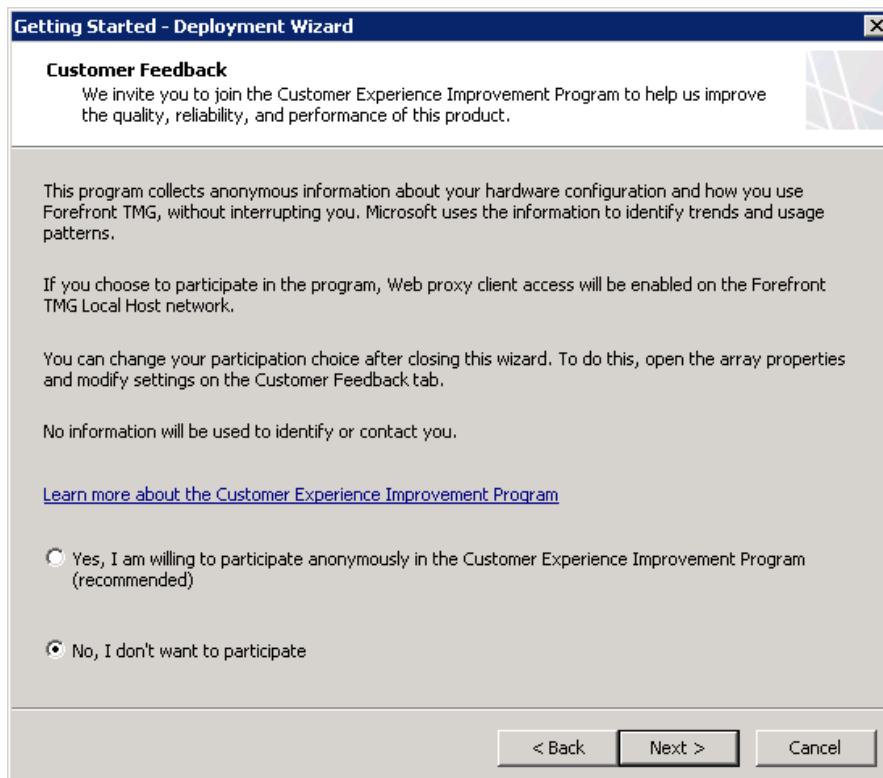 Getting Started - Deployment Wizard
Customer Feedback
We invite you to join the Customer Experience Improvement Program to help us improve
the quality, reliability, and performance of this product.
This program collects anonymous information about your hardware configuration and how you use
Forefront TMG, without interrupting you. Microsoft uses the information to identify trends and usage
patterns.
If you choose to participate in the program, Web proxy client access will be enabled on the Forefront
TMG Local Host network.
You can change your participation choice after closing this wizard. To do this, open the array properties
and modify settings on the Customer Feedback tab.
No information will be used to identify or contact you.
Learn more about the Customer Experience Improvement Program
Yes, I am willing to participate anonymously in the Customer Experience Improvement Program
(recommended)
No, I don't want to participate
< Back Next > Cancel